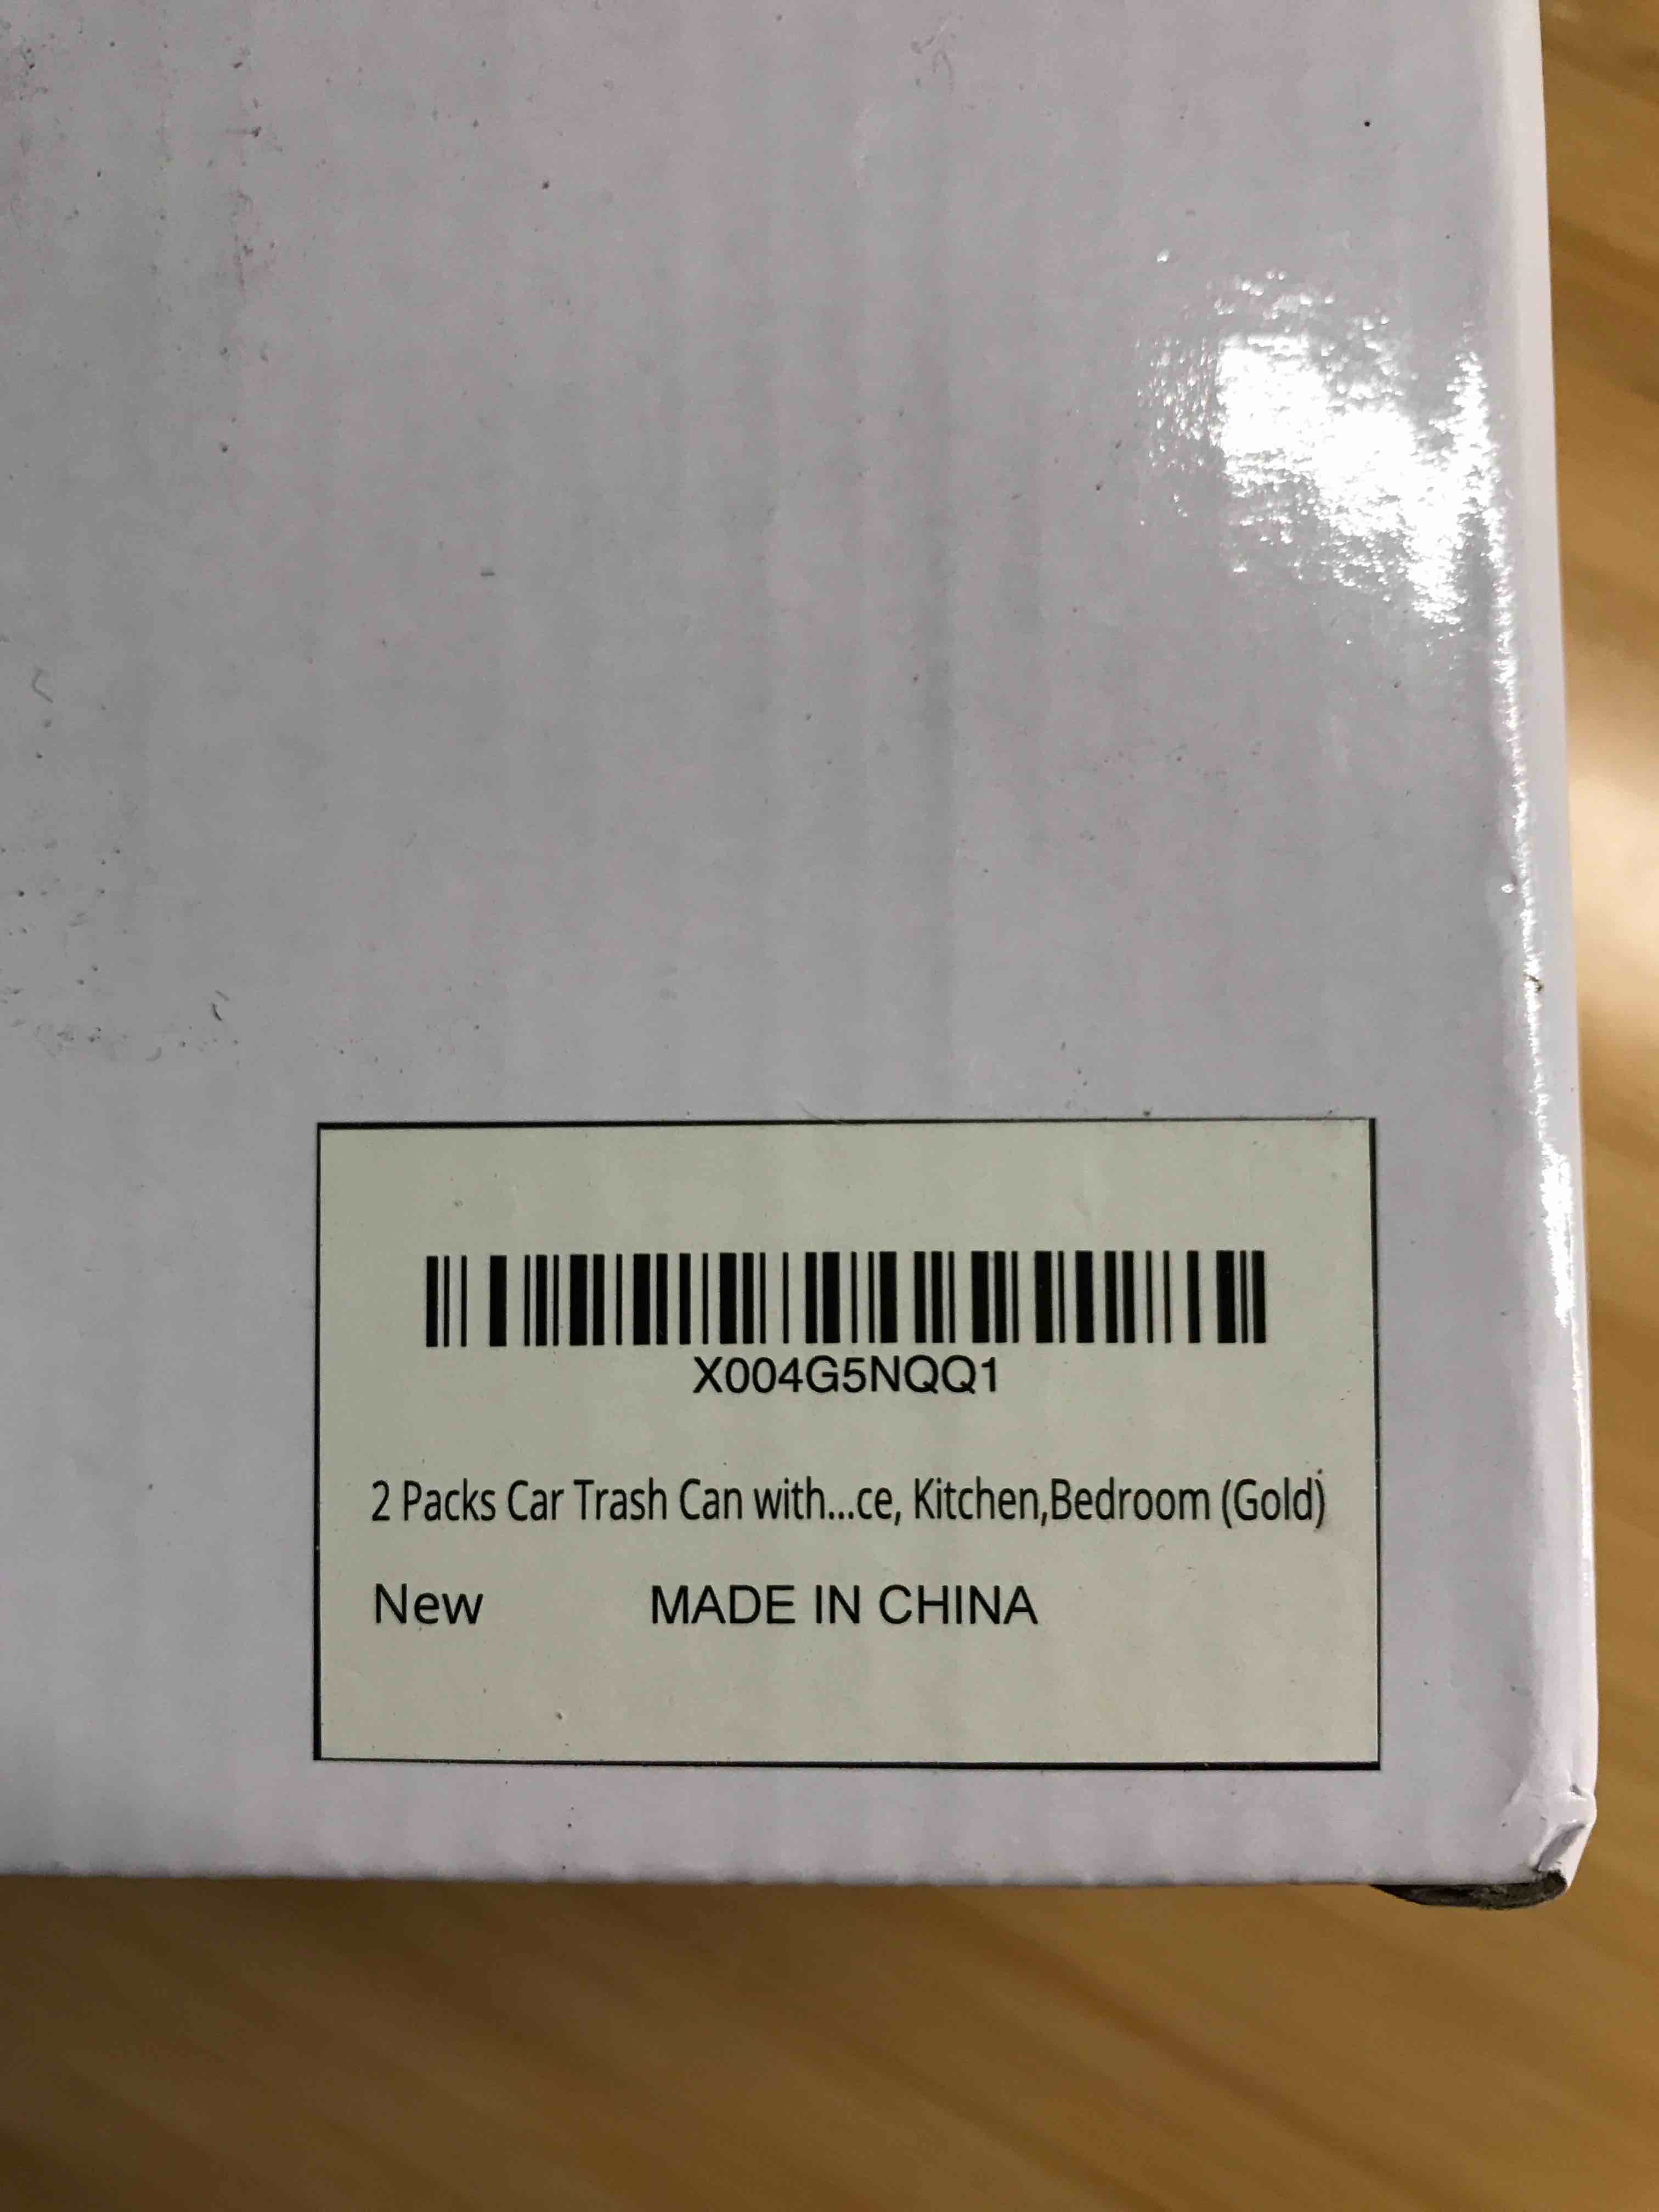 X004G5NQQ1
2 Packs Car Trash Can with...ce, Kitchen,Bedroom (Gold)
New MADE IN CHINA